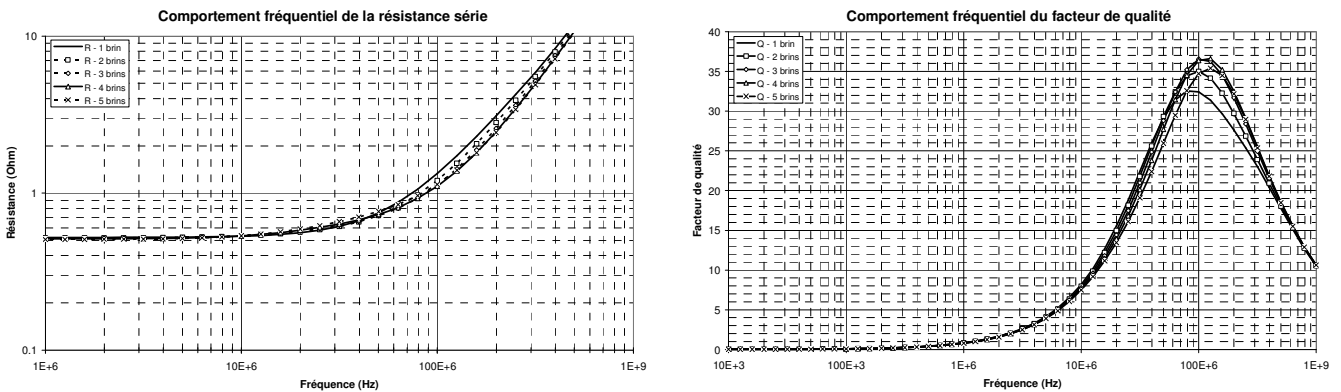 Comportement fréquentiel de la résistance série
10
1
0.1
Résistance (Ohm)
R - 1 brin
R - 2 brins
R - 3 brins
R - 4 brins
R - 5 brins
1E+6
10E+6
100E+6
1E+9
Fréquence (Hz)
Comportement fréquentiel du facteur de qualité
40
35
30
25
20
15
10
5
0
Facteur de qualité
Q - 1 brin
Q - 2 brins
Q - 3 brins
Q - 4 brins
Q - 5 brins
10E+3
100E+3
1E+6
10E+6
100E+6
1E+9
Fréquence (Hz)